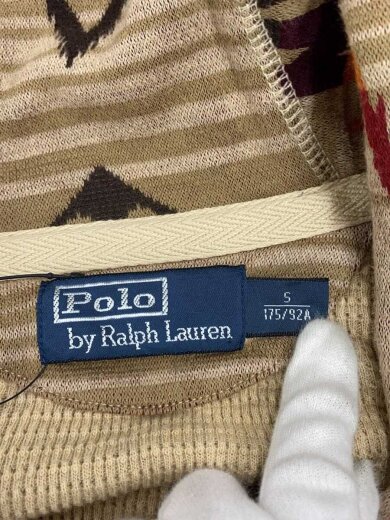 Polo
by Ralph Lauren
S
175/92A